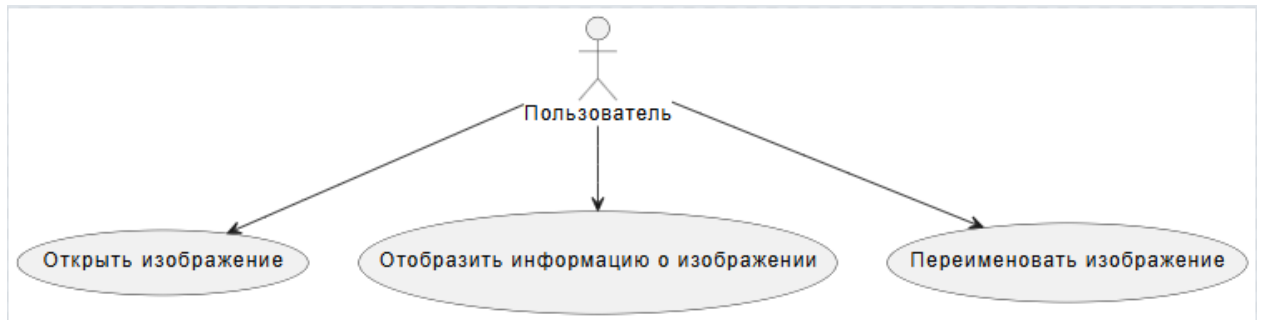 Пользователь
Открыть изображение
Отобразить информацию о изображении
Переименовать изображение